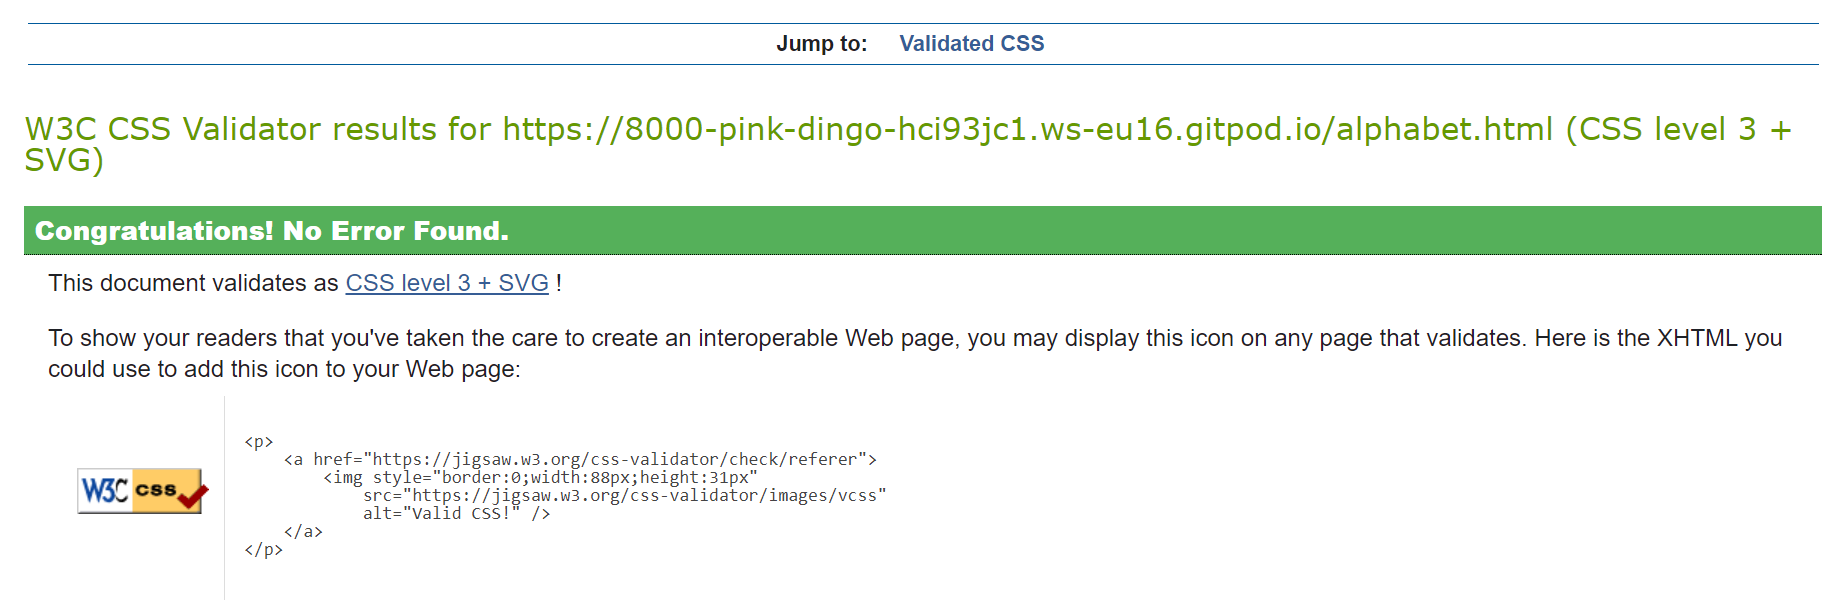 Jump to: Validated CSS
W3C CSS Validator results for https://8000-pink-dingo-hci93jc1.ws-eu16.gitpod.io/alphabet.html (CSS level 3 +
SVG)
Congratulations! No Error Found.
This document validates as CSS level 3 + SVG !
To show your readers that you've taken the care to create an interoperable Web page, you may display this icon on any page that validates. Here is the XHTML you
could use to add this icon to your Web page:
W3C css
<p>
    <a href="https://jigsaw.w3.org/css-validator/check/referer">
        <img style="border:0;width:88px;height:31px"
            src="https://jigsaw.w3.org/css-validator/images/vcss"
            alt="Valid CSS!" />
    </a>
</p>